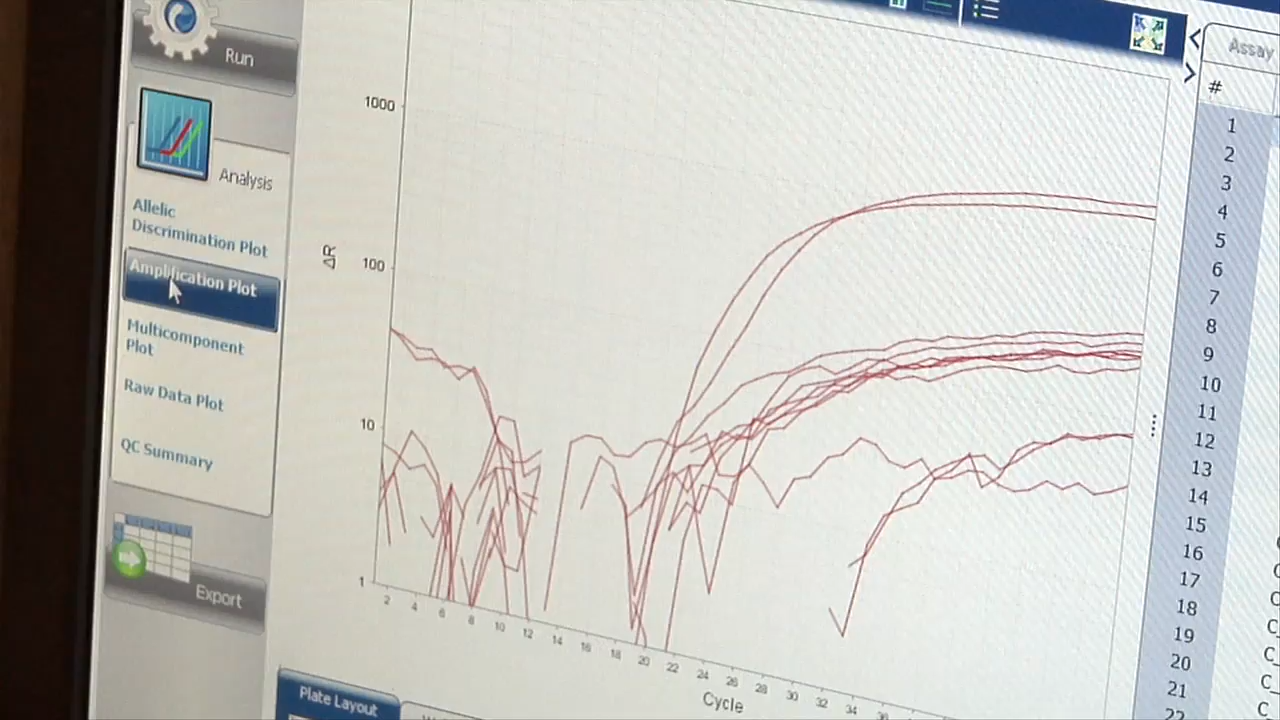 Run
Analysis
Allelic
Discrimination Plot
Amplification Plot
Multicomponent
Plot
Raw Data Plot
QC Summary
Export
1000
100
10
1
ΔR
2 4 6 8 10 12 14 16 18 20 22 24 26 28 30 32 34
Cycle
Plate Layout
Assay
#
1
2
3
4
5
6
7
8
9
10
11
12
13
14
15
16
17
18
19
20
21
22